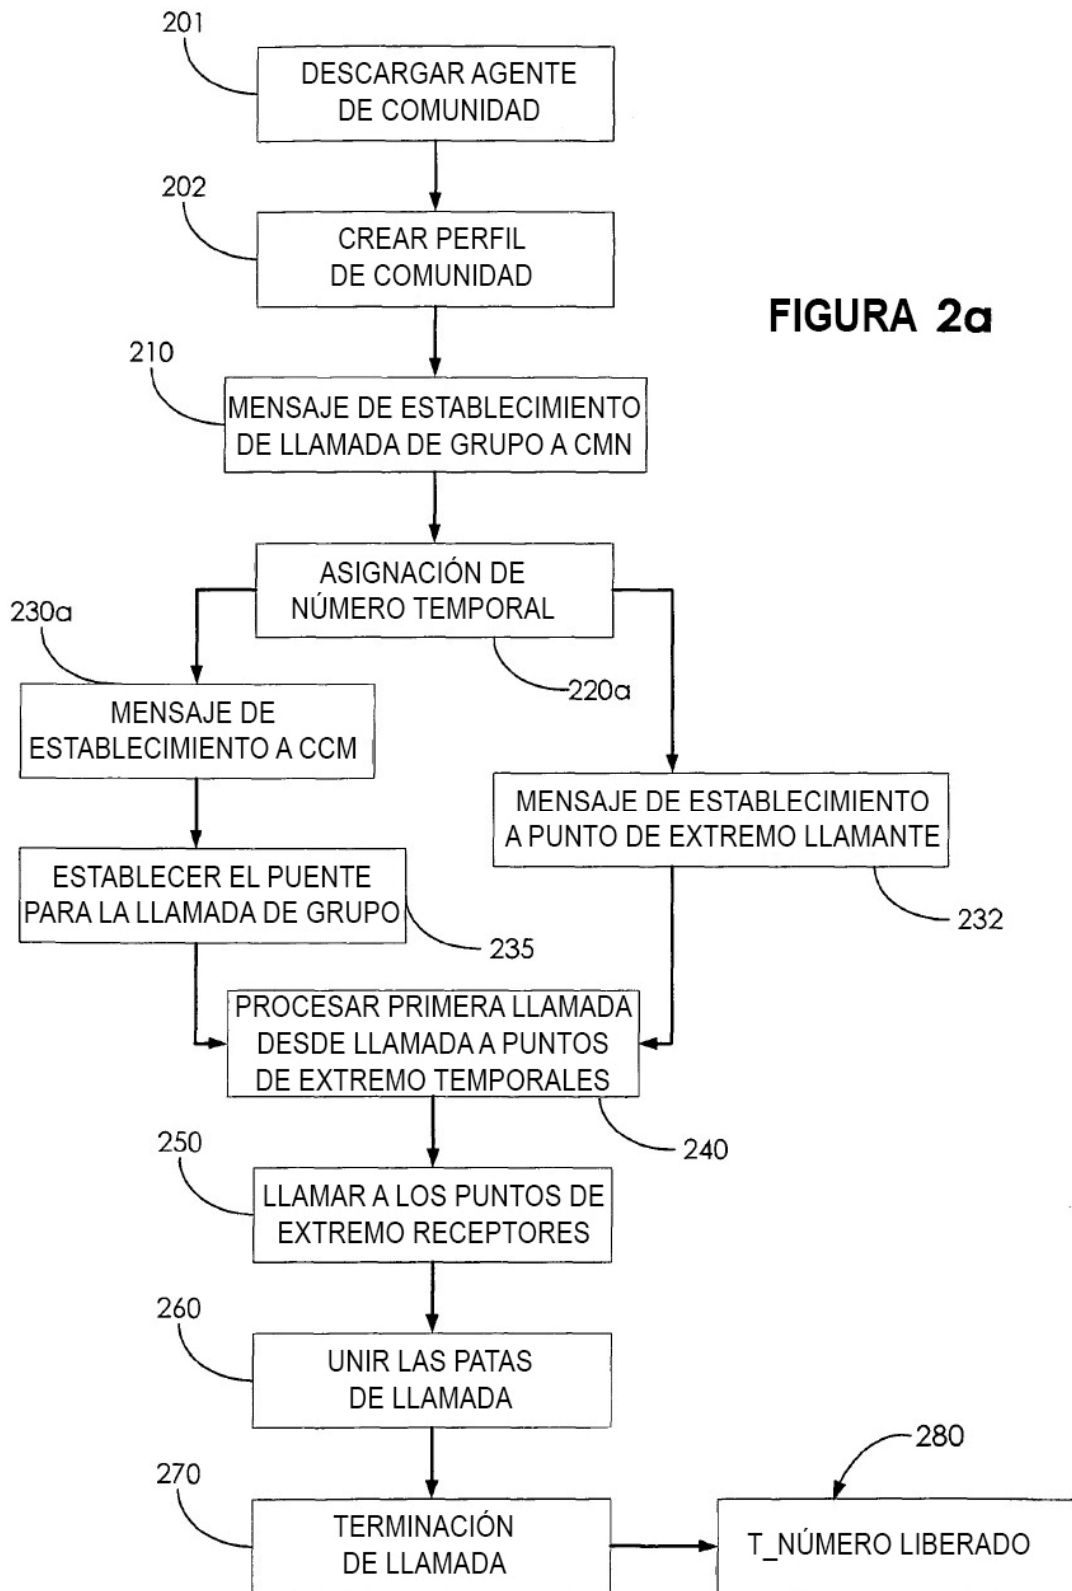 201
DESCARGAR AGENTE
DE COMUNIDAD
202
CREAR PERFIL
DE COMUNIDAD
FIGURA 2a
210
MENSAJE DE ESTABLECIMIENTO
DE LLAMADA DE GRUPO A CMN
ASIGNACIÓN DE
NÚMERO TEMPORAL
220a
230a
MENSAJE DE
ESTABLECIMIENTO A CCM
MENSAJE DE ESTABLECIMIENTO
A PUNTO DE EXTREMO LLAMANTE
232
ESTABLECER EL PUENTE
PARA LA LLAMADA DE GRUPO
235
PROCESAR PRIMERA LLAMADA
DESDE LLAMADA A PUNTOS
DE EXTREMO TEMPORALES
240
250
LLAMAR A LOS PUNTOS DE
EXTREMO RECEPTORES
260
UNIR LAS PATAS
DE LLAMADA
270
TERMINACIÓN
DE LLAMADA
280
T_NÚMERO LIBERADO